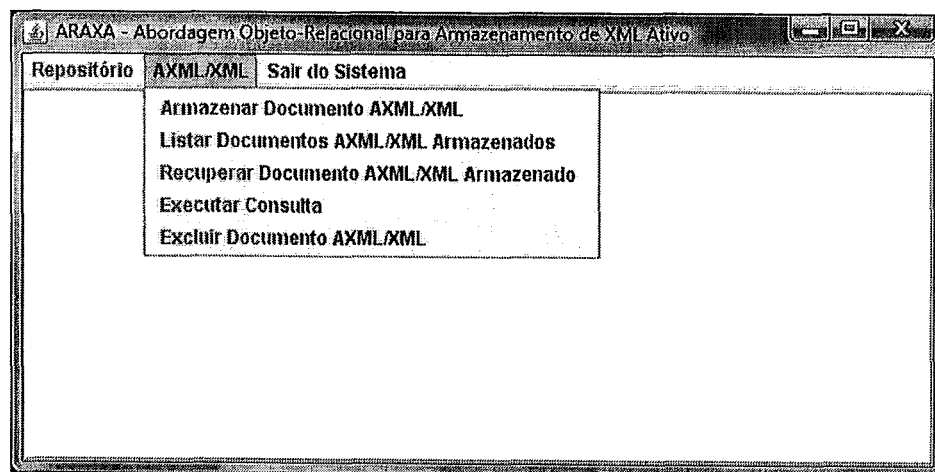 ARAXA - Abordagem Objeto-Relacional para Armazenamento de XML Ativo
Repositório AXML/XML Sair do Sistema
Armazenar Documento AXML/XML
Listar Documentos AXML/XML Armazenados
Recuperar Documento AXML/XML Armazenado
Executar Consulta
Excluir Documento AXML/XML